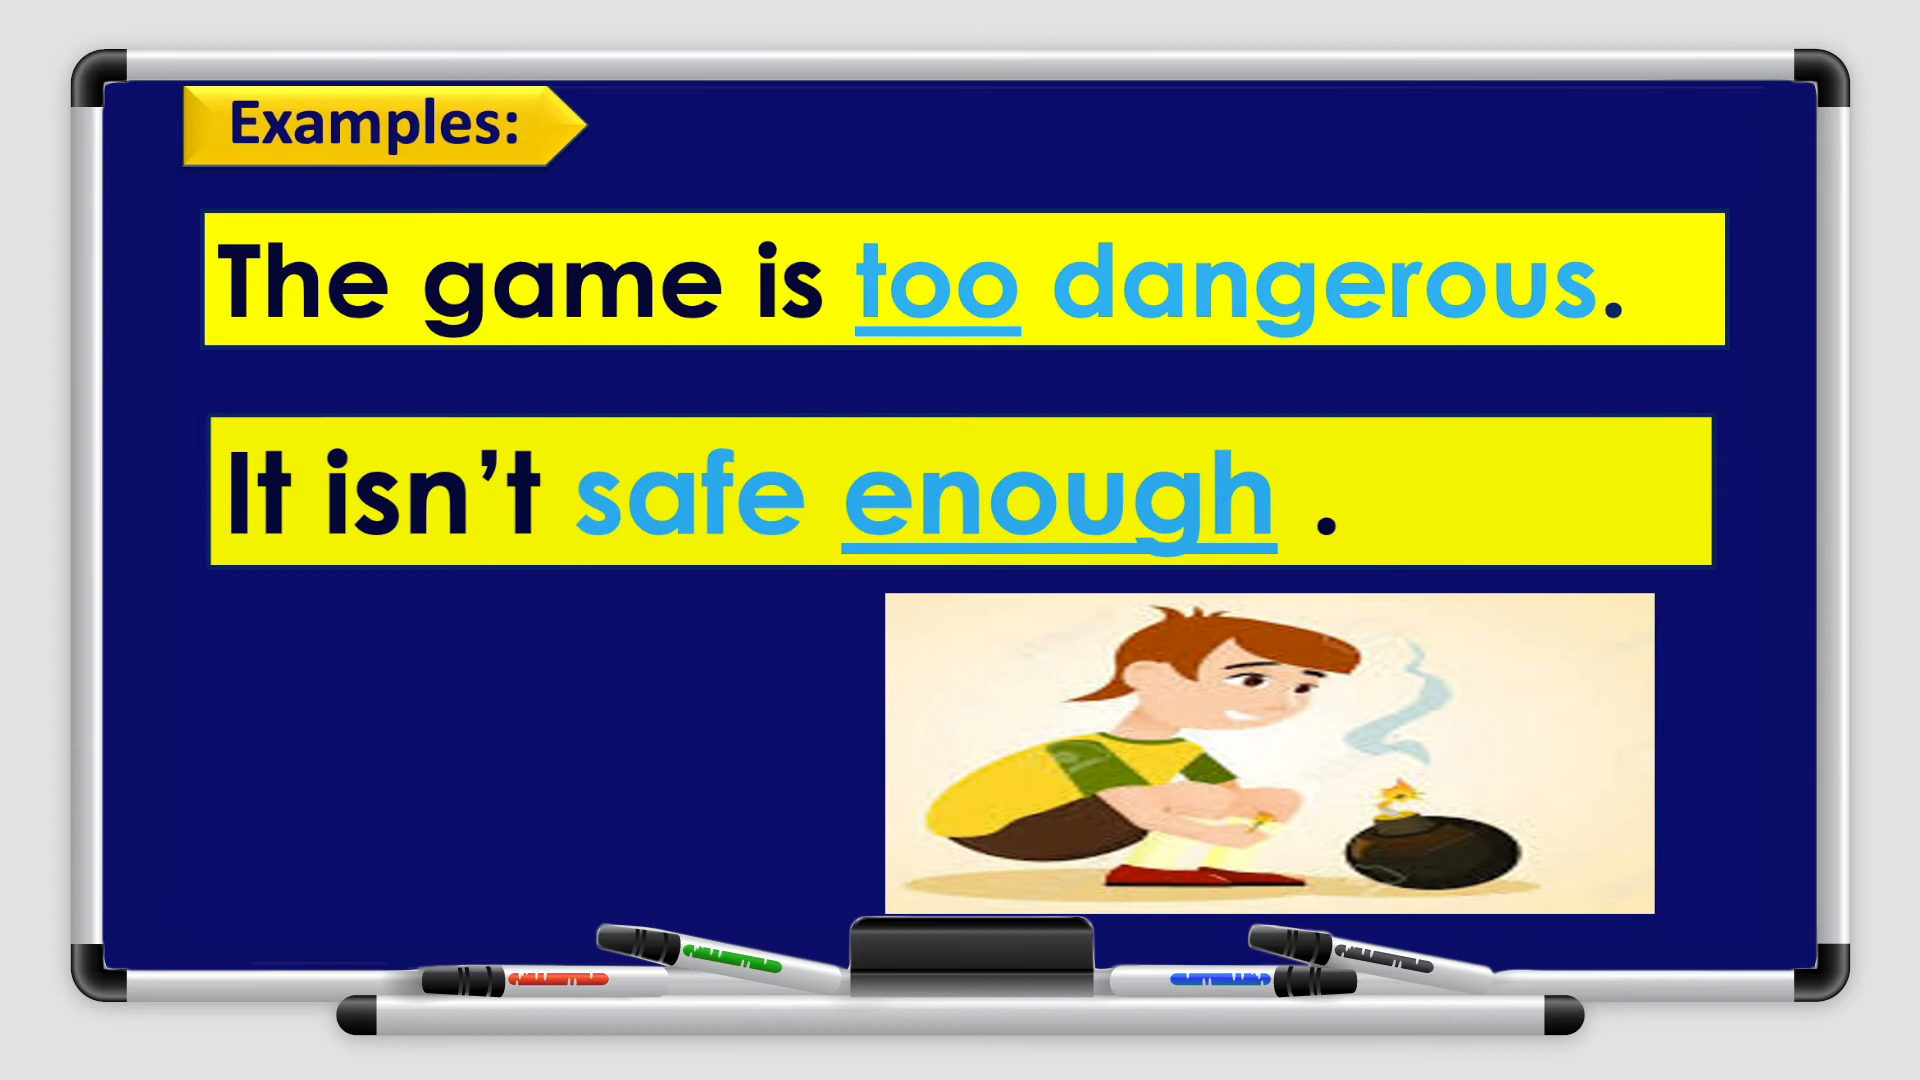 Examples:
The game is too dangerous.
It isn’t safe enough .